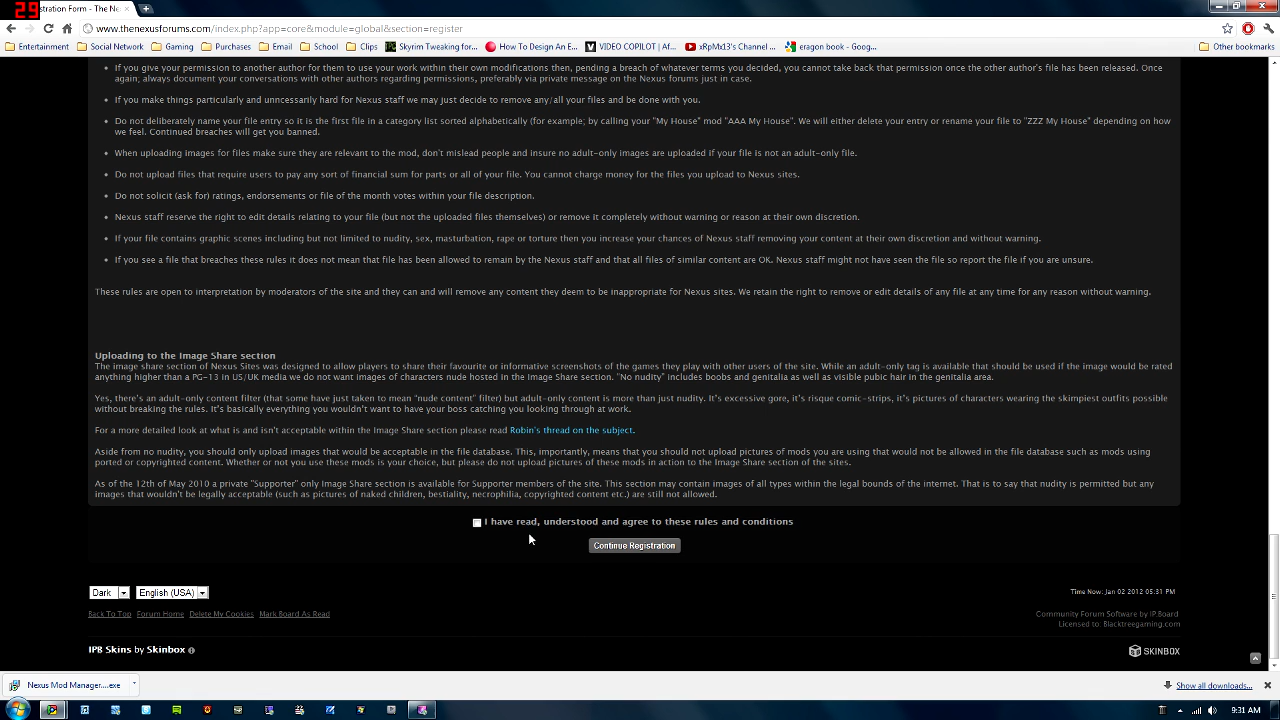 29
stration Form - The Ne
www.thenexusforums.com/index.php?app=core&module=global&section=register
Entertainment Social Network Gaming Purchases Email School Clips Skyrim Tweaking for... How To Design An E... VIDEO COPILOT | Af... xRpMx13's Channel ... eragon book - Goog... Other bookmarks
If you give your permission to another author for them to use your work within their own modifications then, pending a breach of whatever terms you decided, you cannot take back that permission once the other author's file has been released. Once
again; always document your conversations with other authors regarding permissions, preferably via private message on the Nexus forums just in case.
If you make things particularly and unncessarily hard for Nexus staff we may just decide to remove any/all your files and be done with you.
Do not deliberately name your file entry so it is the first file in a category list sorted alphabetically (for example; by calling your "My House" mod "AAA My House". We will either delete your entry or rename your file to "ZZZ My House" depending on how
we feel. Continued breaches will get you banned.
When uploading images for files make sure they are relevant to the mod, don't mislead people and insure no adult-only images are uploaded if your file is not an adult-only file.
Do not upload files that require users to pay any sort of financial sum for parts or all of your file. You cannot charge money for the files you upload to Nexus sites.
Do not solicit (ask for) ratings, endorsements or file of the month votes within your file description.
Nexus staff reserve the right to edit details relating to your file (but not the uploaded files themselves) or remove it completely without warning or reason at their own discretion.
If your file contains graphic scenes including but not limited to nudity, sex, masturbation, rape or torture then you increase your chances of Nexus staff removing your content at their own discretion and without warning.
If you see a file that breaches these rules it does not mean that file has been allowed to remain by the Nexus staff and that all files of similar content are OK. Nexus staff might not have seen the file so report the file if you are unsure.
These rules are open to interpretation by moderators of the site and they can and will remove any content they deem to be inappropriate for Nexus sites. We retain the right to remove or edit details of any file at any time for any reason without warning.
Uploading to the Image Share section
The image share section of Nexus Sites was designed to allow players to share their favourite or informative screenshots of the games they play with other users of the site. While an adult-only tag is available that should be used if the image would be rated
anything higher than a PG-13 in US/UK media we do not want images of characters nude hosted in the Image Share section. "No nudity" includes boobs and genitalia as well as visible pubic hair in the genitalia area.
Yes, there's an adult-only content filter (that some have just taken to mean "nude content" filter) but adult-only content is more than just nudity. It's excessive gore, it's risque comic-strips, it's pictures of characters wearing the skimpiest outfits possible
without breaking the rules. It's basically everything you wouldn't want to have your boss catching you looking through at work.
For a more detailed look at what is and isn't acceptable within the Image Share section please read Robin's thread on the subject.
Aside from no nudity, you should only upload images that would be acceptable in the file database. This, importantly, means that you should not upload pictures of mods you are using that would not be allowed in the file database such as mods using
ported or copyrighted content. Whether or not you use these mods is your choice, but please do not upload pictures of these mods in action to the Image Share section of the sites.
As of the 12th of May 2010 a private "Supporter" only Image Share section is available for Supporter members of the site. This section may contain images of all types within the legal bounds of the internet. That is to say that nudity is permitted but any
images that wouldn't be legally acceptable (such as pictures of naked children, bestiality, necrophilia, copyrighted content etc.) are still not allowed.
I have read, understood and agree to these rules and conditions
Continue Registration
Dark English (USA) Time Now: Jan 02 2012 05:31 PM
Back To Top Forum Home Delete My Cookies Mark Board As Read Community Forum Software by IP.Board
Licensed to: Blacktreegaming.com
IPB Skins by Skinbox SKINBOX
Nexus Mod Manager....exe Show all downloads...
9:31 AM